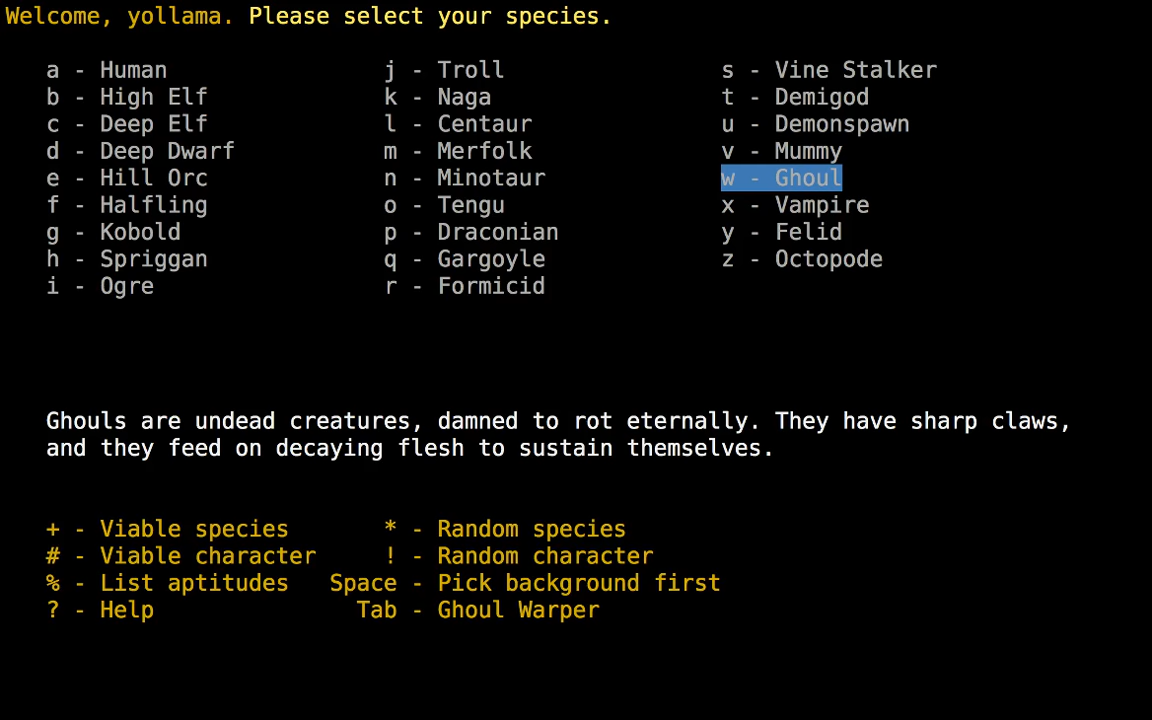 Welcome, yollama. Please select your species.
a - Human j - Troll s - Vine Stalker
b - High Elf k - Naga t - Demigod
c - Deep Elf l - Centaur u - Demonspawn
d - Deep Dwarf m - Merfolk v - Mummy
e - Hill Orc n - Minotaur w - Ghoul
f - Halfling o - Tengu x - Vampire
g - Kobold p - Draconian y - Felid
h - Spriggan q - Gargoyle z - Octopode
i - Ogre r - Formicid
Ghouls are undead creatures, damned to rot eternally. They have sharp claws,
and they feed on decaying flesh to sustain themselves.
+ - Viable species * - Random species
# - Viable character ! - Random character
% - List aptitudes Space - Pick background first
? - Help Tab - Ghoul Warper